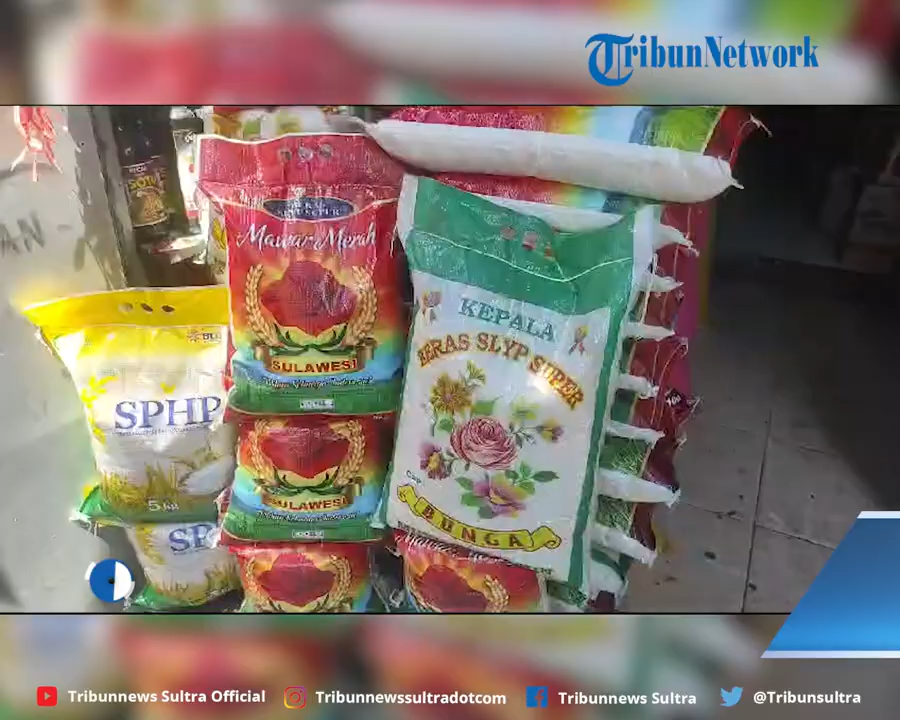 TribunNetwork
Mawar Merah
SULAWESI
KEPALA
BERAS SLYP SUPER
BUNGA
SPHP
5 KG
SULAWESI
SPHP
Tribunnews Sultra Official
Tribunnewssultradotcom
Tribunnews Sultra
@Tribunsultra